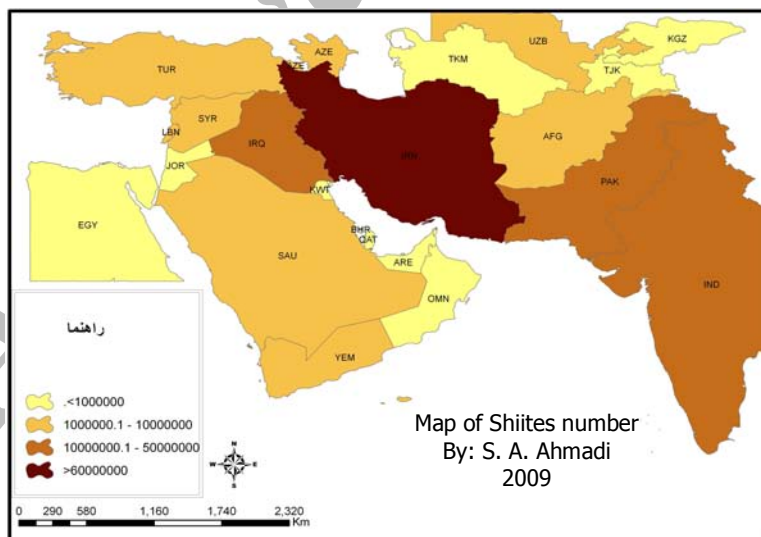 AZE
UZB
KGZ
TUR
ZE
TKM
TJK
SYR
LBN
AFG
IRQ
IRN
JOR
PAK
KWT
EGY
BHR
QAT
SAU
ARE
IND
OMN
YEM
راهنما
.<1000000
1000000.1 - 10000000
10000000.1 - 50000000
>60000000
Map of Shiites number
By: S. A. Ahmadi
2009
N
W E
S
0 290 580 1,160 1,740 2,320
Km